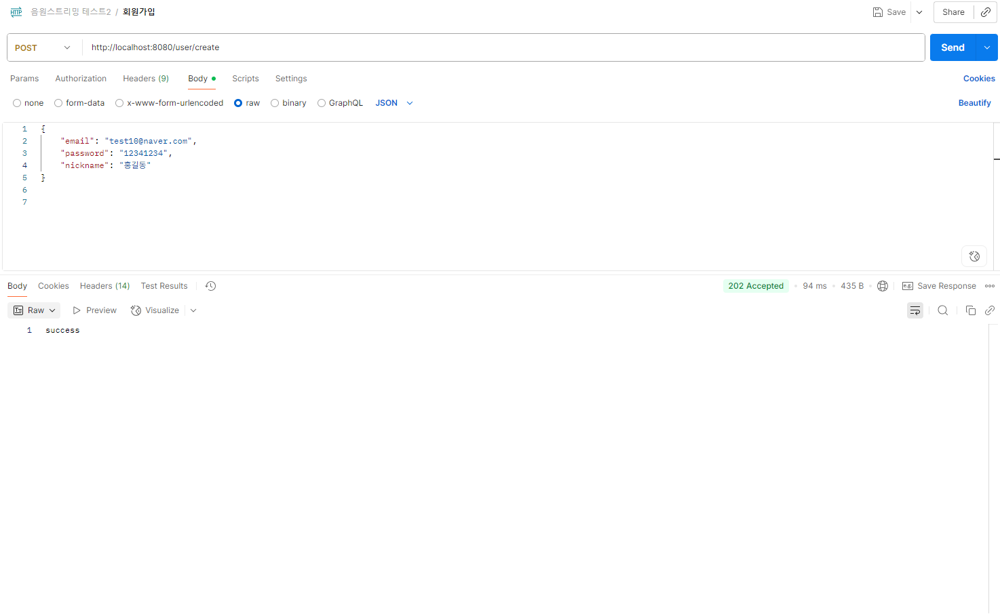 HTTP 음원스트리밍 테스트2 / 회원가입 Save Share
POST http://localhost:8080/user/create Send
Params Authorization Headers (9) Body Scripts Settings Cookies
none form-data x-www-form-urlencoded raw binary GraphQL JSON Beautify
1 {
2 "email": "test10@naver.com",
3 "password": "12341234",
4 "nickname": "홍길동"
5 }
6
7
Body Cookies Headers (14) Test Results 202 Accepted • 94 ms • 435 B • e.g. Save Response
Raw Preview Visualize
1 success